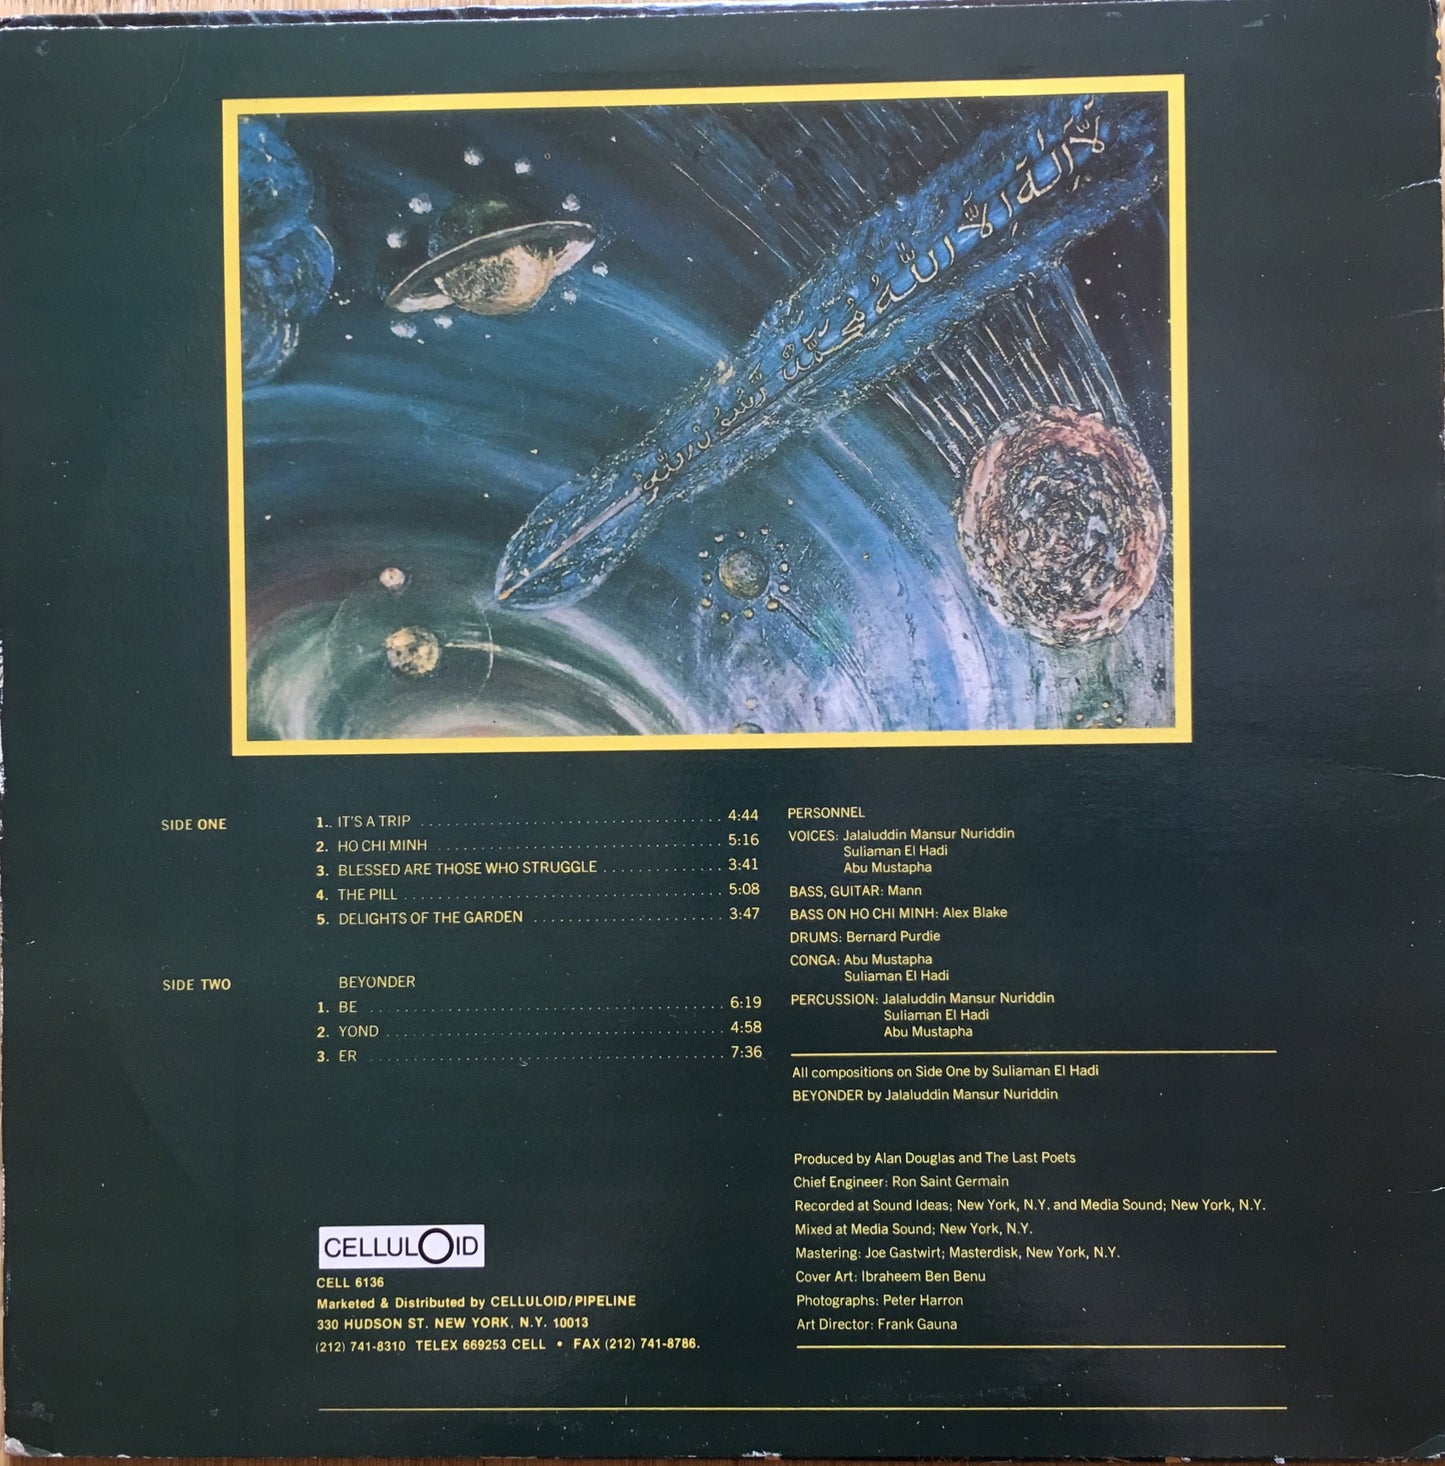 لَا إِلٰهَ إِلَّا اللّٰهُ مُحَمَّدٌ رَسُولُ اللّٰهِ
SIDE ONE
1.. IT'S A TRIP 4:44
2. HO CHI MINH 5:16
3. BLESSED ARE THOSE WHO STRUGGLE 3:41
4. THE PILL 5:08
5. DELIGHTS OF THE GARDEN 3:47
SIDE TWO
BEYONDER
1. BE 6:19
2. YOND 4:58
3. ER 7:36
PERSONNEL
VOICES: Jalaluddin Mansur Nuriddin
Suliaman El Hadi
Abu Mustapha
BASS, GUITAR: Mann
BASS ON HO CHI MINH: Alex Blake
DRUMS: Bernard Purdie
CONGA: Abu Mustapha
Suliaman El Hadi
PERCUSSION: Jalaluddin Mansur Nuriddin
Suliaman El Hadi
Abu Mustapha
All compositions on Side One by Suliaman El Hadi
BEYONDER by Jalaluddin Mansur Nuriddin
Produced by Alan Douglas and The Last Poets
Chief Engineer: Ron Saint Germain
Recorded at Sound Ideas; New York, N.Y. and Media Sound; New York, N.Y.
Mixed at Media Sound; New York, N.Y.
Mastering: Joe Gastwirt; Masterdisk, New York, N.Y.
Cover Art: Ibraheem Ben Benu
Photographs: Peter Harron
Art Director: Frank Gauna
CELLULOID
CELL 6136
Marketed & Distributed by CELLULOID/PIPELINE
330 HUDSON ST. NEW YORK, N.Y. 10013
(212) 741-8310 TELEX 669253 CELL • FAX (212) 741-8786.